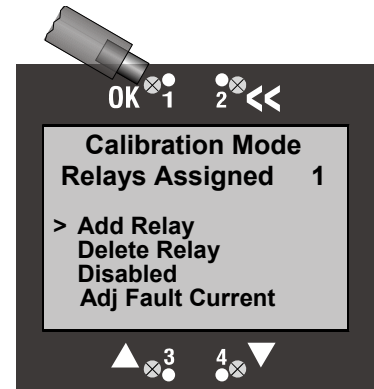 OK 1 2 <<
Calibration Mode
Relays Assigned 1
> Add Relay
Delete Relay
Disabled
Adj Fault Current
3 4